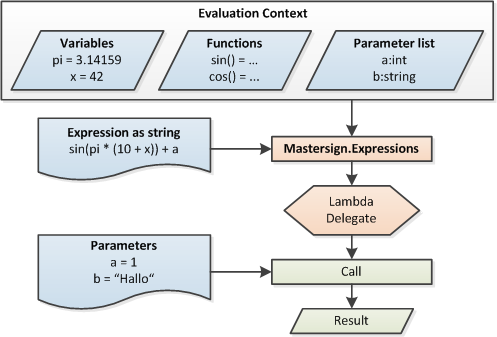 Evaluation Context
Variables
pi = 3.14159
x = 42
Functions
sin() = ...
cos() = ...
Parameter list
a:int
b:string
Expression as string
sin(pi * (10 + x)) + a
Mastersign.Expressions
Lambda
Delegate
Parameters
a = 1
b = “Hallo“
Call
Result